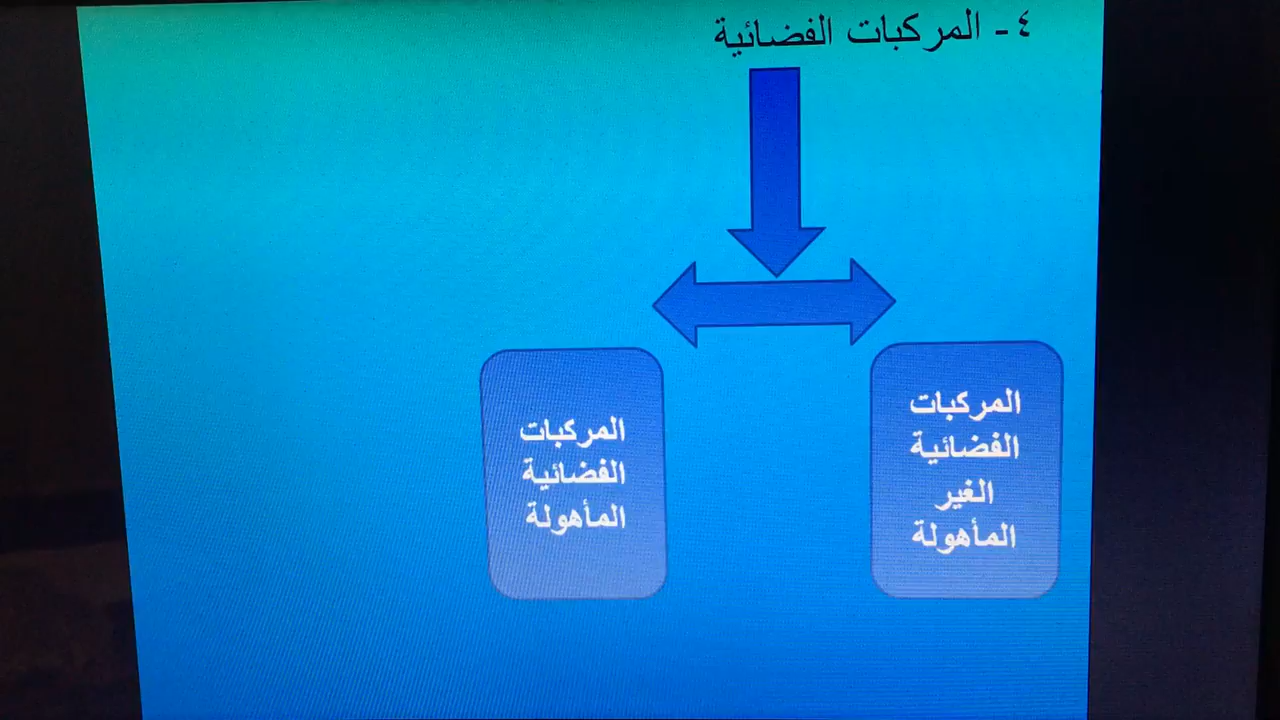 ٤ - المركبات الفضائية
المركبات
الفضائية
الغير
المأهولة
المركبات
الفضائية
المأهولة